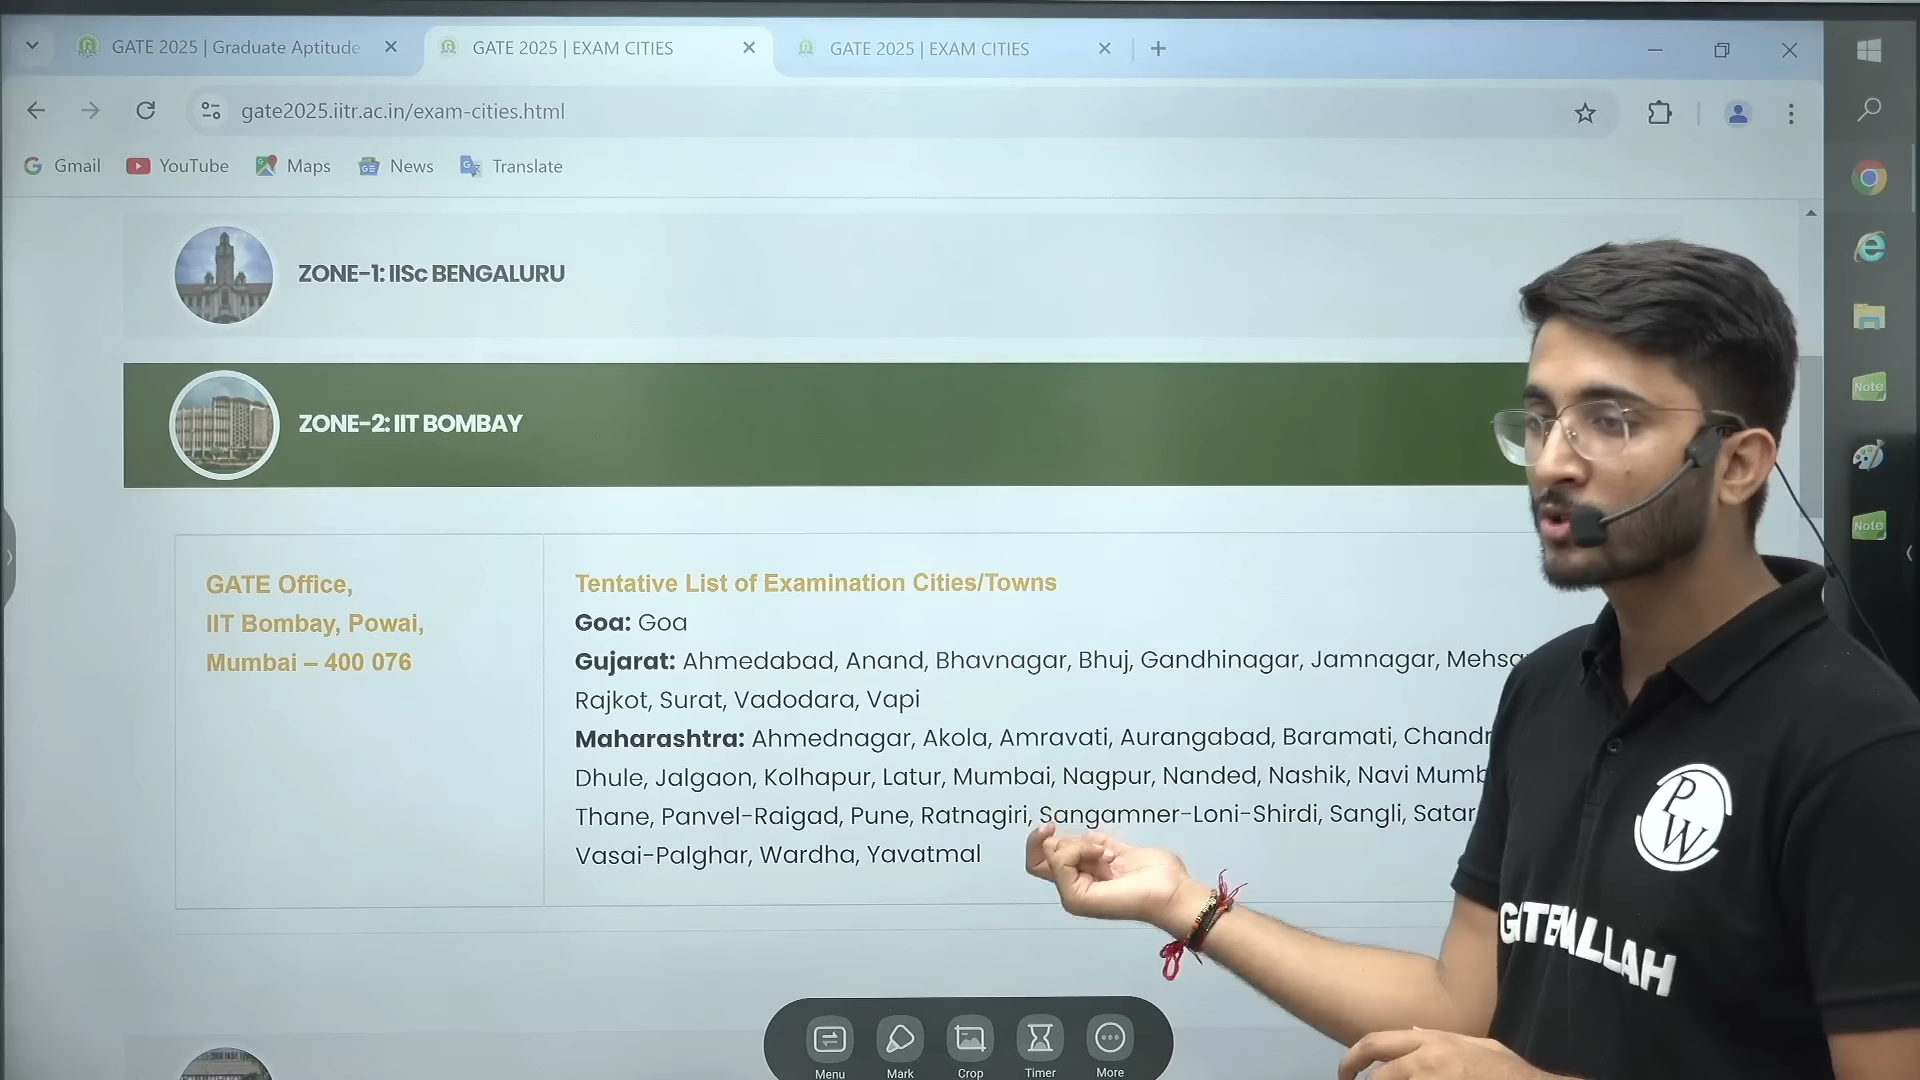 GATE 2025 | Graduate Aptitude
GATE 2025 | EXAM CITIES
GATE 2025 | EXAM CITIES
gate2025.iitr.ac.in/exam-cities.html
Gmail
YouTube
Maps
News
Translate
ZONE-1: IISc BENGALURU
ZONE-2: IIT BOMBAY
GATE Office,
IIT Bombay, Powai,
Mumbai – 400 076
Tentative List of Examination Cities/Towns
Goa: Goa
Gujarat: Ahmedabad, Anand, Bhavnagar, Bhuj, Gandhinagar, Jamnagar,
Rajkot, Surat, Vadodara, Vapi
Maharashtra: Ahmednagar, Akola, Amravati, Aurangabad, Baramati,
Dhule, Jalgaon, Kolhapur, Latur, Mumbai, Nagpur, Nanded, Nashik, Navi
Thane, Panvel-Raigad, Pune, Ratnagiri, Sangamner-Loni-Shirdi, Sangli,
Vasai-Palghar, Wardha, Yavatmal
Note
Note
PW
Menu
Mark
Crop
Timer
More